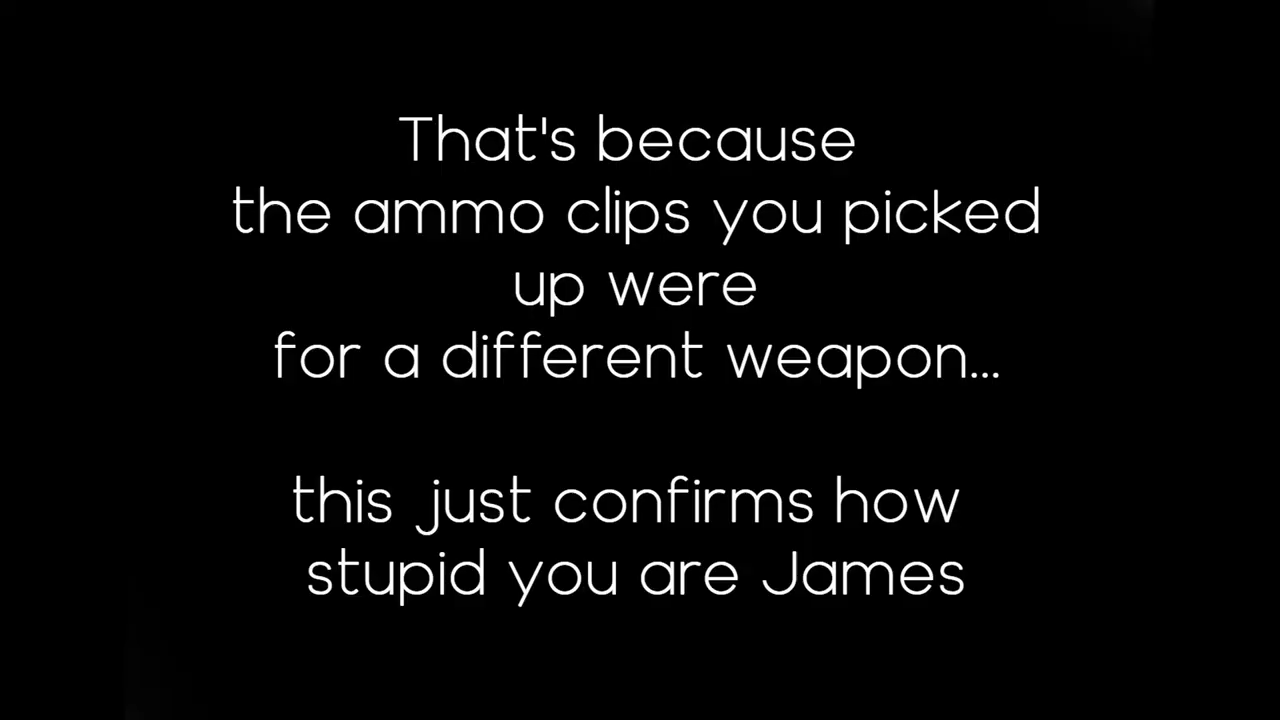 That's because
the ammo clips you picked
up were
for a different weapon...
this just confirms how
stupid you are James